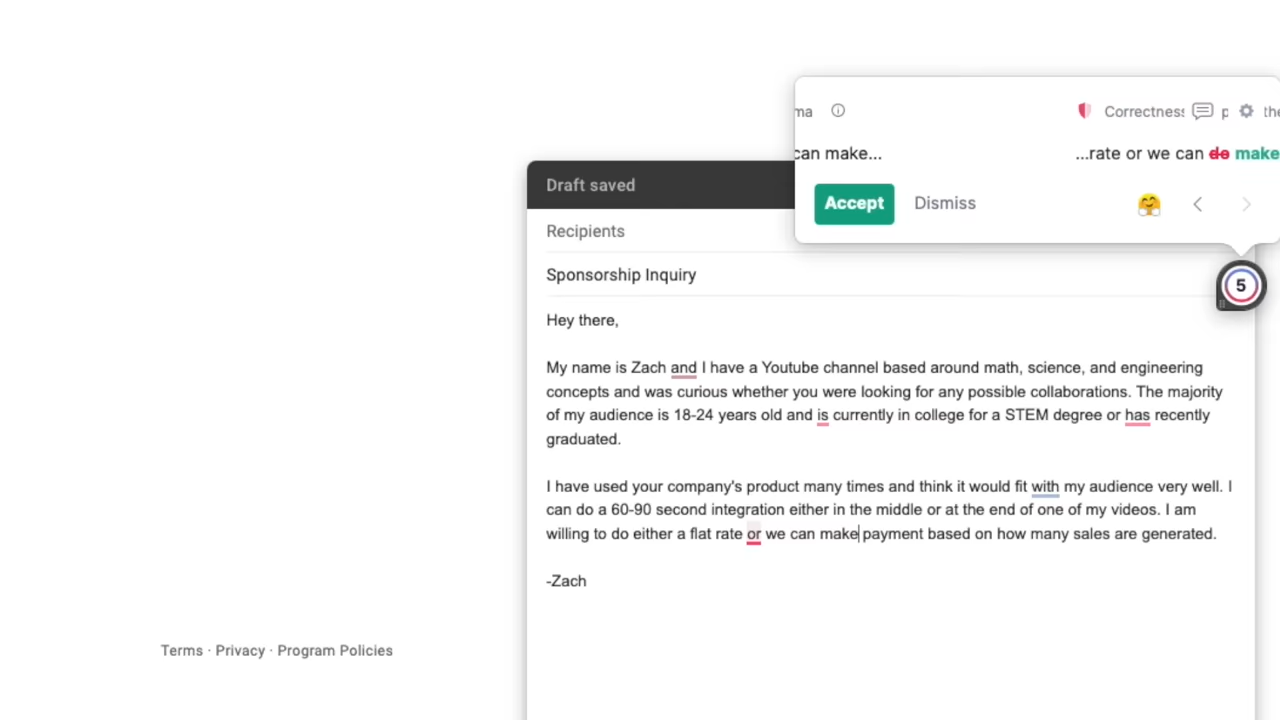 ma
Correctness
the
can make...
...rate or we can do make
Accept
Dismiss
Draft saved
Recipients
Sponsorship Inquiry
5
Hey there,
My name is Zach and I have a Youtube channel based around math, science, and engineering
concepts and was curious whether you were looking for any possible collaborations. The majority
of my audience is 18-24 years old and is currently in college for a STEM degree or has recently
graduated.
I have used your company's product many times and think it would fit with my audience very well. I
can do a 60-90 second integration either in the middle or at the end of one of my videos. I am
willing to do either a flat rate or we can make payment based on how many sales are generated.
-Zach
Terms · Privacy · Program Policies